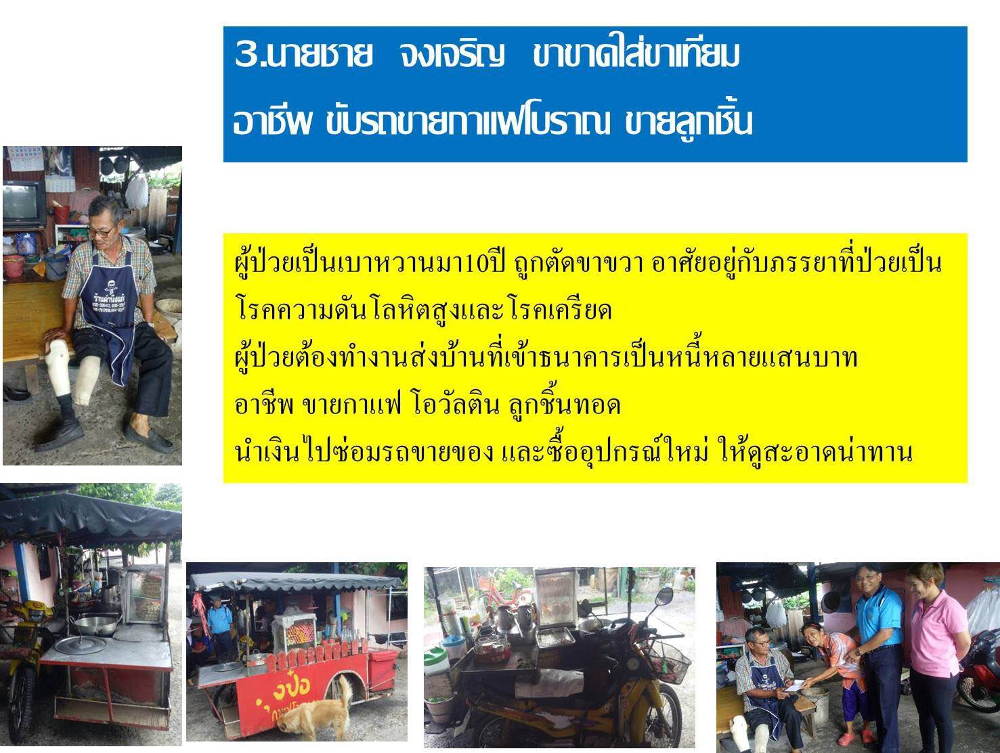 3.นายชาย จงเจริญ ขาขาดใส่ขาเทียม
อาชีพ ขับรถขายกาแฟโบราณ ขายลูกชิ้น
ผู้ป่วยเป็นเบาหวานมา10ปี ถูกตัดขาขวา อาศัยอยู่กับภรรยาที่ป่วยเป็น
โรคความดันโลหิตสูงและโรคเครียด
ผู้ป่วยต้องทำงานส่งบ้านที่เข้าธนาคารเป็นหนี้หลายแสนบาท
อาชีพ ขายกาแฟ โอวัลติน ลูกชิ้นทอด
นำเงินไปซ่อมรถขายของ และซื้ออุปกรณ์ใหม่ ให้ดูสะอาดน่าทาน